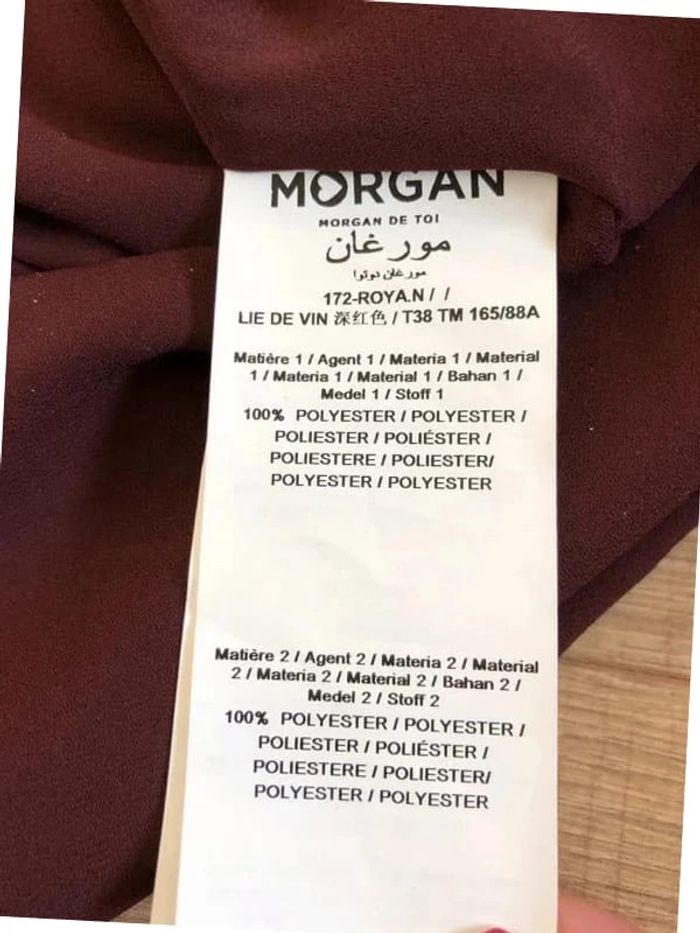 MORGAN
MORGAN DE TOI
مورغان
مورغان دوتوا
172-ROYA.N / /
LIE DE VIN 深红色 / T38 TM 165/88A
Matière 1 / Agent 1 / Materia 1 / Material
1 / Materia 1 / Material 1 / Bahan 1 /
Medel 1 / Stoff 1
100% POLYESTER / POLYESTER /
POLIESTER / POLIÉSTER /
POLIESTERE / POLIESTER/
POLYESTER / POLYESTER
Matière 2 / Agent 2 / Materia 2 / Material
2 / Materia 2 / Material 2 / Bahan 2 /
Medel 2 / Stoff 2
100% POLYESTER / POLYESTER /
POLIESTER / POLIÉSTER /
POLIESTERE / POLIESTER/
POLYESTER / POLYESTER